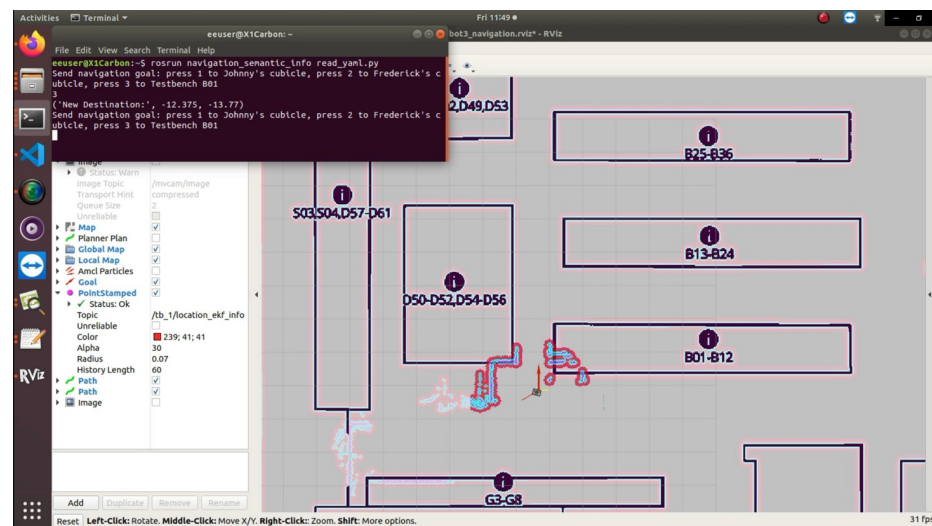 Activities
Terminal
Fri 11:49
eeuser@X1Carbon: ~
bot3_navigation.rviz* - RViz
File Edit View Search Terminal Help
eeuser@X1Carbon:~$ rosrun navigation_semantic_info read_yaml.py
Send navigation goal: press 1 to Johnny's cubicle, press 2 to Frederick's c
ubicle, press 3 to Testbench B01
3
('New Destination:', -12.375, -13.77)
Send navigation goal: press 1 to Johnny's cubicle, press 2 to Frederick's c
ubicle, press 3 to Testbench B01
Image
Status: Warn
Image Topic /mvcam/image
Transport Hint compressed
Queue Size 2
Unreliable
Map
Planner Plan
Global Map
Local Map
Amcl Particles
Goal
PointStamped
Status: Ok
Topic /tb_1/location_ekf_info
Unreliable
Color 239; 41; 41
Alpha 30
Radius 0.07
History Length 60
Path
Path
Image
Add Duplicate Remove Rename
Reset Left-Click: Rotate. Middle-Click: Move X/Y. Right-Click:: Zoom. Shift: More options.
31 fps
RViz
2,D49,D53
B25-B36
S03,S04,D57-D61
B13-B24
D50-D52,D54-D56
B01-B12
G3-G8